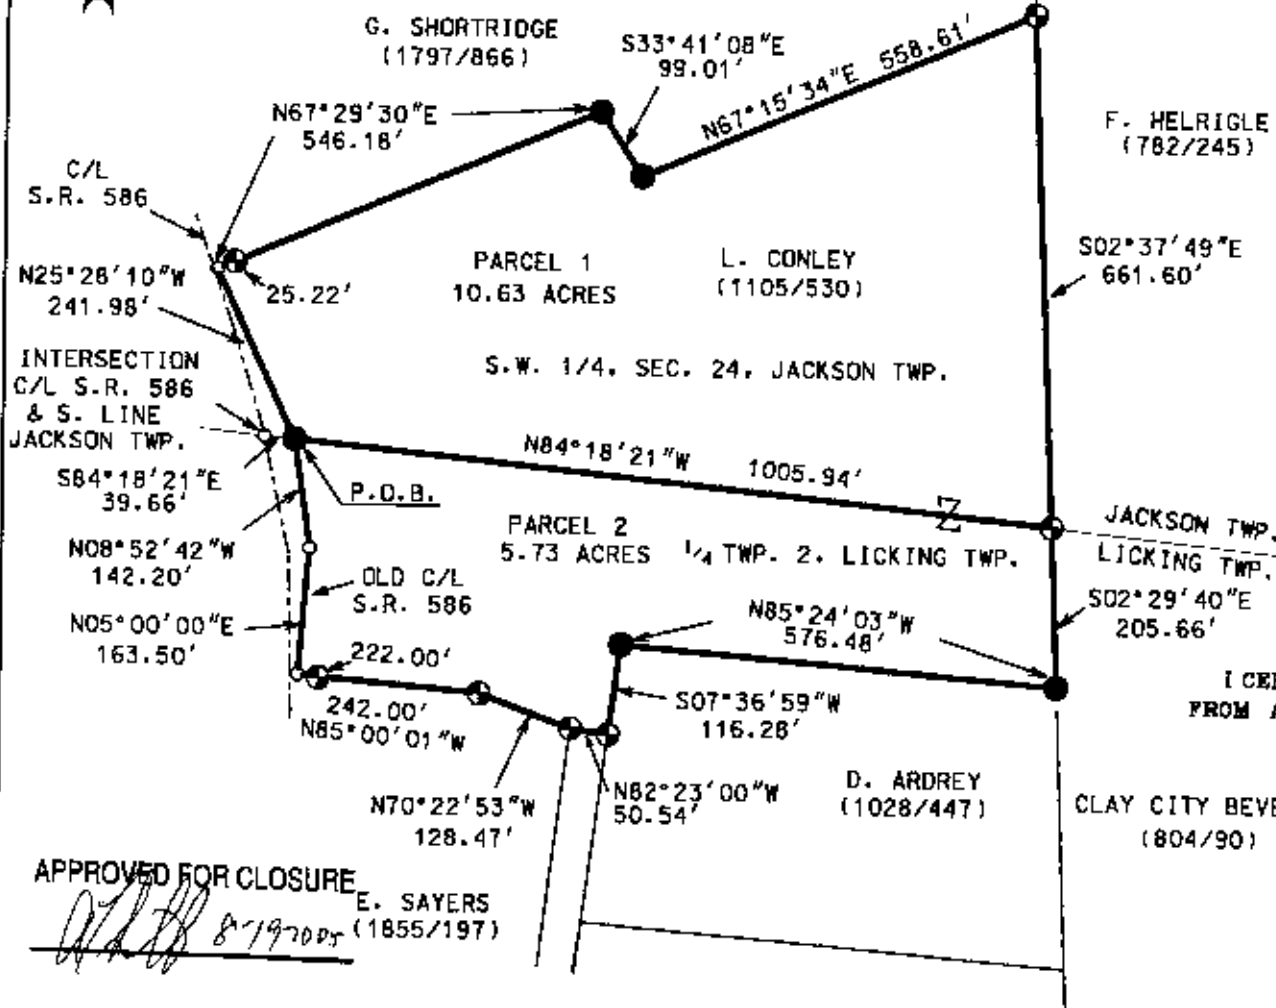 G. SHORTRIDGE
(1797/866)
S33°41'08"E
99.01'
N67°15'34"E 558.61'
N67°29'30"E
546.18'
F. HELRIGLE
(782/245)
C/L
S.R. 586
S02°37'49"E
661.60'
PARCEL 1
10.63 ACRES
L. CONLEY
(1105/530)
N25°28'10"W
241.98'
25.22'
INTERSECTION
C/L S.R. 586
& S. LINE
JACKSON TWP.
S.W. 1/4, SEC. 24, JACKSON TWP.
N84°18'21"W 1005.94'
S84°18'21"E
39.66'
P.O.B.
PARCEL 2
5.73 ACRES
1/4 TWP. 2, LICKING TWP.
JACKSON TWP.
LICKING TWP.
N08°52'42"W
142.20'
OLD C/L
S.R. 586
S02°29'40"E
205.66'
N85°24'03"W
576.48'
N05°00'00"E
163.50'
222.00'
242.00'
N85°00'01"W
S07°36'59"W
116.28'
I CE
FROM A
N70°22'53"W
128.47'
N82°23'00"W
50.54'
D. ARDREY
(1028/447)
CLAY CITY BEVE
(804/90)
APPROVED FOR CLOSURE
E. SAYERS
(1855/197)